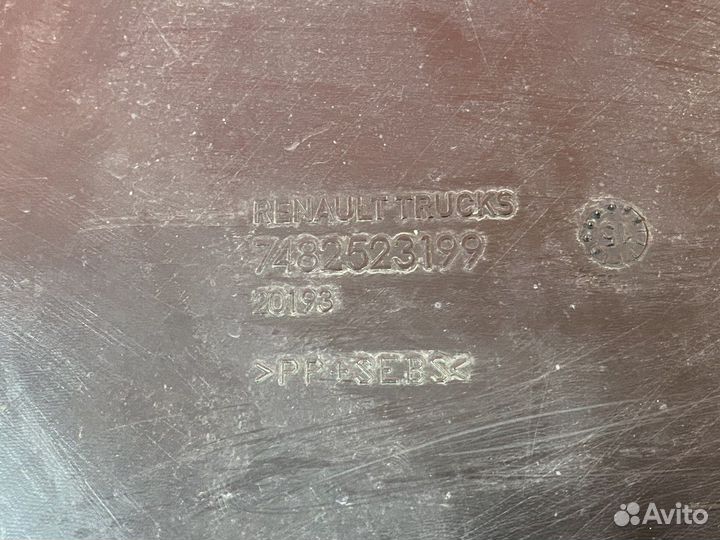 RENAULT TRUCKS
7482523199
20193
>PP+SEBS<
Avito